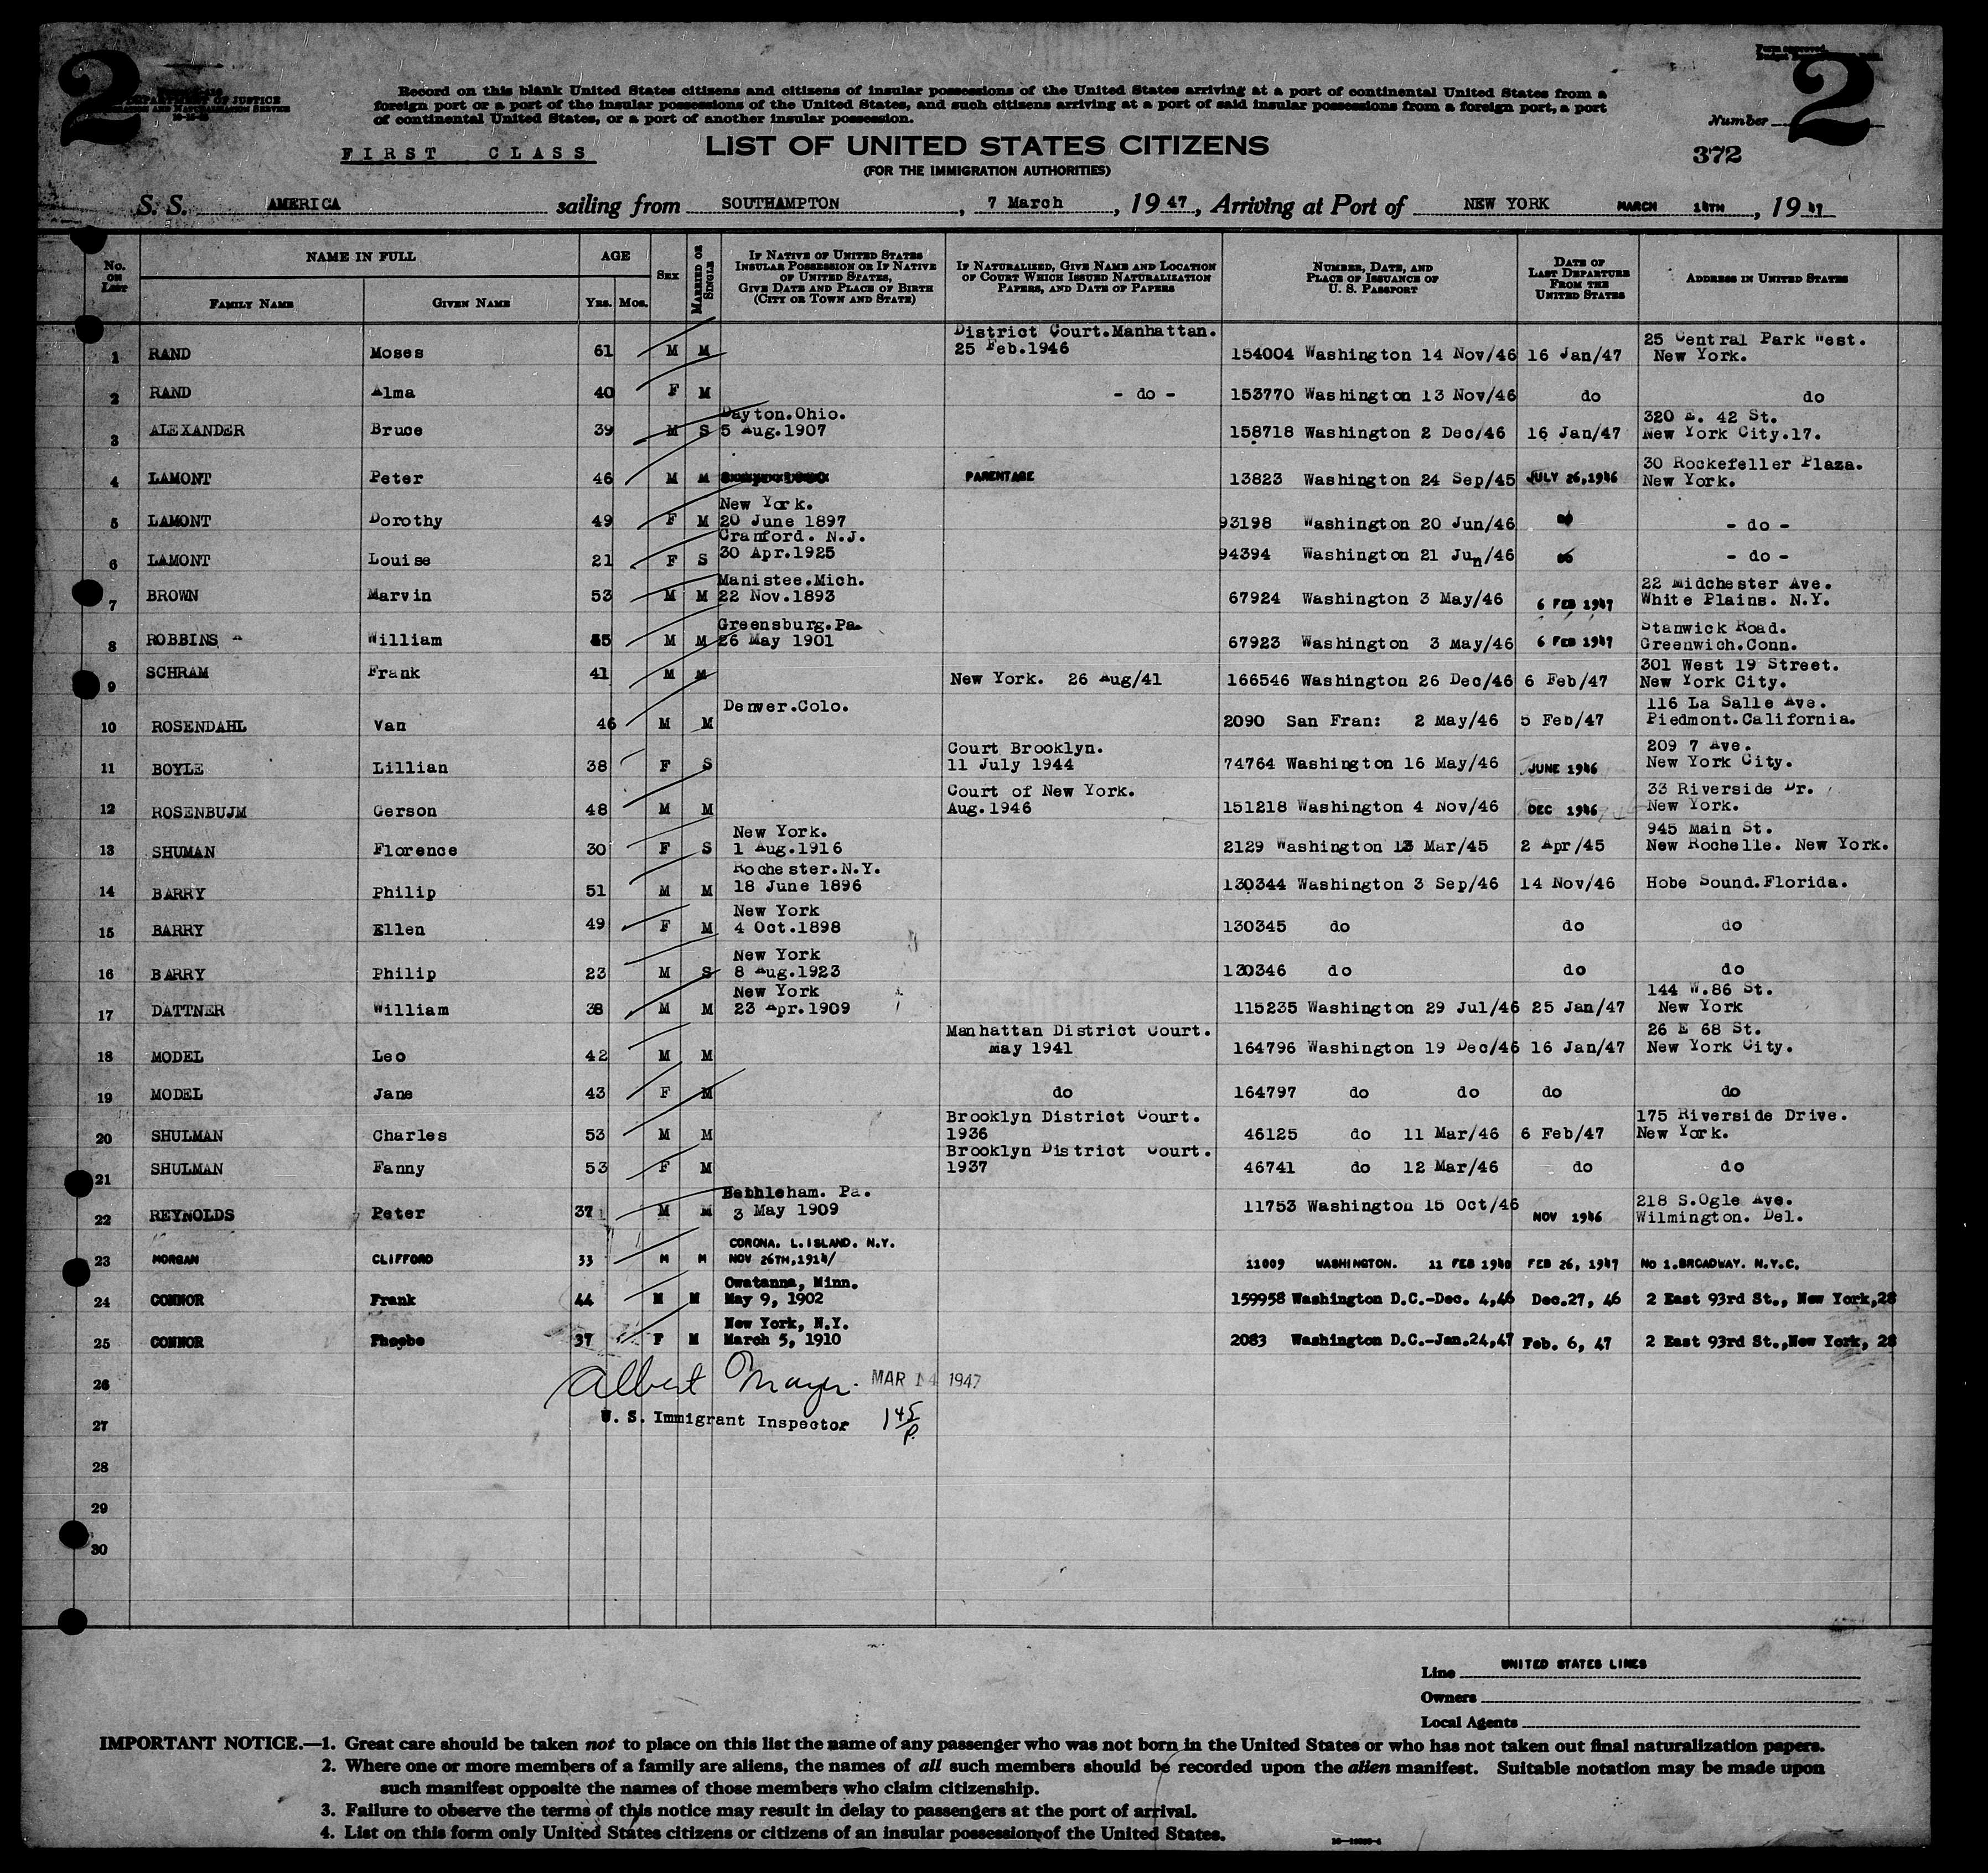 2
DEPARTMENT OF JUSTICE
IMMIGRATION AND NATURALIZATION SERVICE
Form approved.
2
Record on this blank United States citizens and citizens of insular possessions of the United States arriving at a port of continental United States from a
foreign port or a port of the insular possessions of the United States, and such citizens arriving at a port of said insular possessions from a foreign port, a port
of continental United States, or a port of another insular possession.
Number
FIRST CLASS
LIST OF UNITED STATES CITIZENS
372
(FOR THE IMMIGRATION AUTHORITIES)
S. S. AMERICA sailing from SOUTHAMPTON, 7 March, 1947, Arriving at Port of NEW YORK MARCH 14TH, 1947
No. on List NAME IN FULL AGE Sex Married or Single If Native of United States Insular Possession or If Native of United States, Give Date and Place of Birth (City or Town and State) If Naturalized, Give Name and Location of Court Which Issued Naturalization Papers, and Date of Papers Number, Date, and Place of Issuance of U. S. Passport Date of Last Departure From the United States Address in United States
Family Name Given Name Yrs. Mos.
1 RAND Moses 61 M M District Court.Manhattan. 25 Feb.1946 154004 Washington 14 Nov/46 16 Jan/47 25 Central Park West. New York.
2 RAND Alma 40 F M - do - 153770 Washington 13 Nov/46 do do
3 ALEXANDER Bruce 39 M S Dayton.Ohio. 5 Aug.1907 158718 Washington 2 Dec/46 16 Jan/47 320 E. 42 St. New York City.17.
4 LAMONT Peter 46 M M PARENTAGE 13823 Washington 24 Sep/45 JULY 26,1946 30 Rockefeller Plaza. New York.
5 LAMONT Dorothy 49 F M New York. 20 June 1897 93198 Washington 20 Jun/46 - do -
6 LAMONT Louise 21 F S Cranford. N.J. 30 Apr.1925 94394 Washington 21 Jun/46 - do -
7 BROWN Marvin 53 M M Manistee.Mich. 22 Nov.1893 67924 Washington 3 May/46 6 FEB 1947 22 Midchester Ave. White Plains. N.Y.
8 ROBBINS William 45 M M Greensburg.Pa. 26 May 1901 67923 Washington 3 May/46 6 FEB 1947 Stanwick Road. Greenwich.Conn.
9 SCHRAM Frank 41 M M New York. 26 Aug/41 166546 Washington 26 Dec/46 6 Feb/47 301 West 19 Street. New York City.
10 ROSENDAHL Van 46 M M Denver.Colo. 2090 San Fran: 2 May/46 5 Feb/47 116 La Salle Ave. Piedmont.California.
11 BOYLE Lillian 38 F S Court Brooklyn. 11 July 1944 74764 Washington 16 May/46 JUNE 1946 209 7 Ave. New York City.
12 ROSENBUJM Gerson 48 M M Court of New York. Aug.1946 151218 Washington 4 Nov/46 DEC 1946 33 Riverside Dr. New York.
13 SHUMAN Florence 30 F S New York. 1 Aug.1916 2129 Washington 13 Mar/45 2 Apr/45 945 Main St. New Rochelle. New York.
14 BARRY Philip 51 M M Rochester.N.Y. 18 June 1896 130344 Washington 3 Sep/46 14 Nov/46 Hobe Sound.Florida.
15 BARRY Ellen 49 F M New York 4 Oct.1898 130345 do do do
16 BARRY Philip 23 M S New York 8 Aug.1923 130346 do do do
17 DATTNER William 38 M M New York 23 Apr.1909 115235 Washington 29 Jul/46 25 Jan/47 144 W.86 St. New York
18 MODEL Leo 42 M M Manhattan District Court. May 1941 164796 Washington 19 Dec/46 16 Jan/47 26 E 68 St. New York City.
19 MODEL Jane 43 F M do 164797 do do do do
20 SHULMAN Charles 53 M M Brooklyn District Court. 1936 46125 do 11 Mar/46 6 Feb/47 175 Riverside Drive. New York.
21 SHULMAN Fanny 53 F M Brooklyn District Court. 1937 46741 do 12 Mar/46 do do
22 REYNOLDS Peter 37 M M Bethleham. Pa. 3 May 1909 11753 Washington 15 Oct/46 NOV 1946 218 S.Ogle Ave. Wilmington. Del.
23 MORGAN CLIFFORD 33 M M CORONA. L.ISLAND. N.Y. NOV 26TH,1914/ 11009 WASHINGTON. 11 FEB 1940 FEB 26, 1947 No 1.BROADWAY. N.Y.C.
24 CONNOR Frank 44 M M Owatanna, Minn. May 9, 1902 159958 Washington D.C.-Dec. 4,46 Dec.27, 46 2 East 93rd St., New York,28
25 CONNOR Phoebe 37 F M New York, N.Y. March 5, 1910 2083 Washington D.C.-Jan.24,47 Feb. 6, 47 2 East 93rd St.,New York, 28
26 Albert Mayer. MAR 14 1947
27 U. S. Immigrant Inspector 145 P.
28
29
30
Line UNITED STATES LINES
Owners
Local Agents
IMPORTANT NOTICE.—1. Great care should be taken not to place on this list the name of any passenger who was not born in the United States or who has not taken out final naturalization papers.
2. Where one or more members of a family are aliens, the names of all such members should be recorded upon the alien manifest. Suitable notation may be made upon
such manifest opposite the names of those members who claim citizenship.
3. Failure to observe the terms of this notice may result in delay to passengers at the port of arrival.
4. List on this form only United States citizens or citizens of an insular possession of the United States.